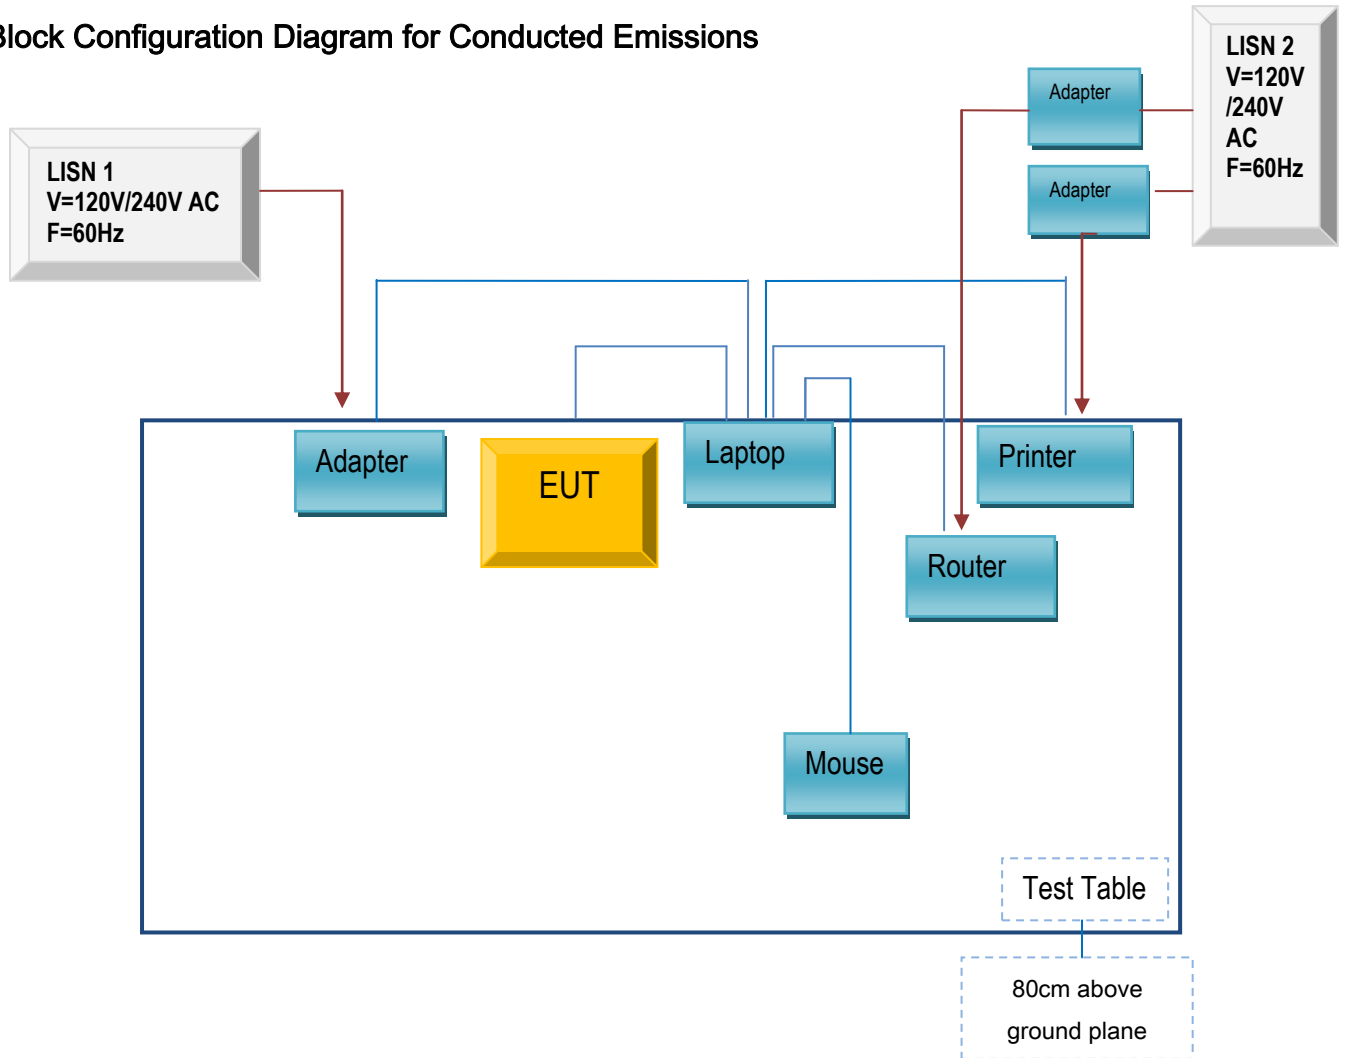 Block Configuration Diagram for Conducted Emissions
LISN 1
V=120V/240V AC
F=60Hz
Adapter
Adapter
LISN 2
V=120V
/240V
AC
F=60Hz
Adapter
EUT
Laptop
Printer
Router
Mouse
Test Table
80cm above
ground plane